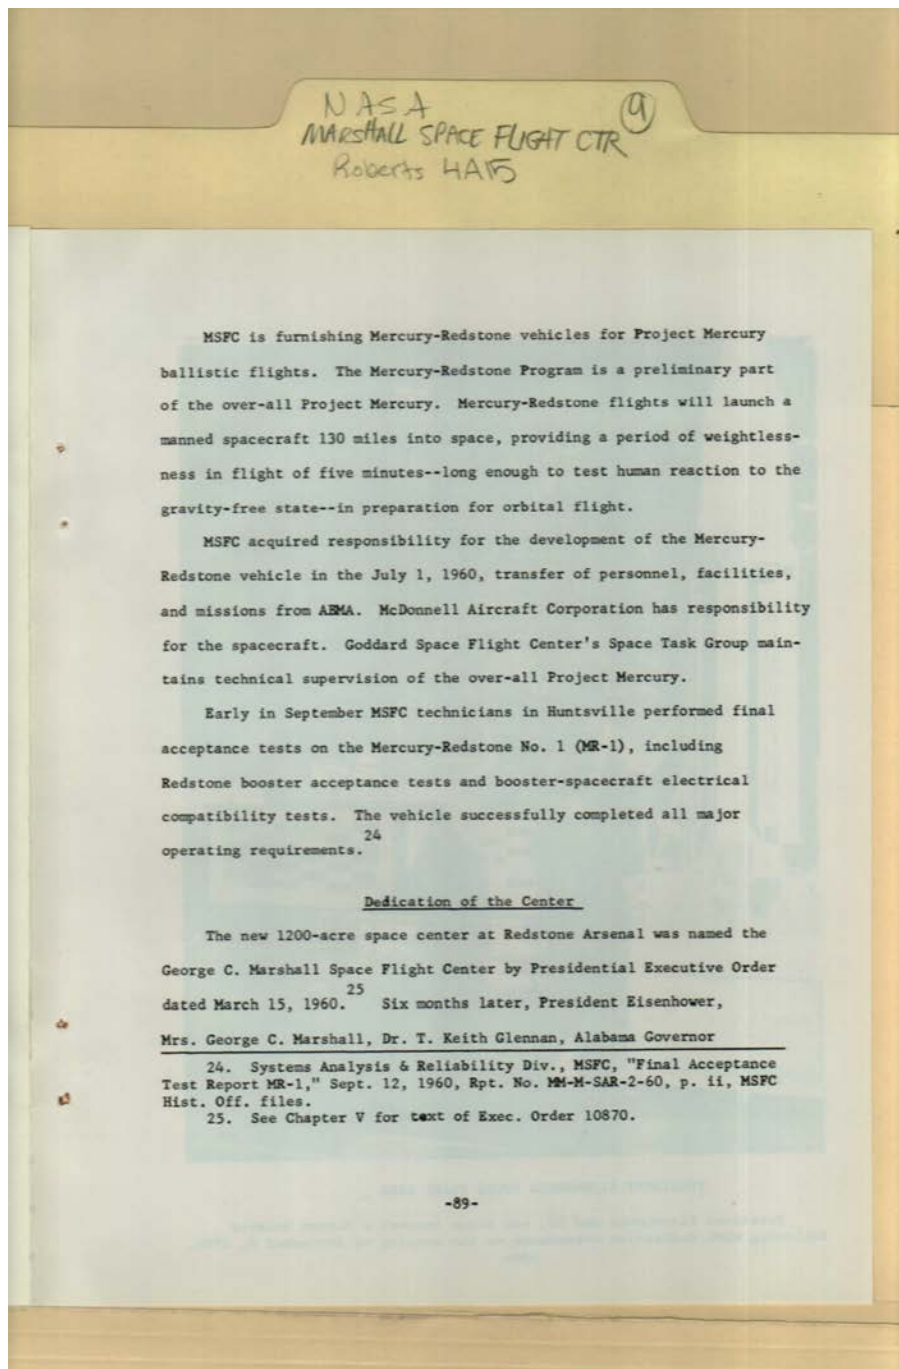 NASA
9
MARSHALL SPACE FLIGHT CTR
Roberts 4A15
MSFC is furnishing Mercury-Redstone vehicles for Project Mercury
ballistic flights. The Mercury-Redstone Program is a preliminary part
of the over-all Project Mercury. Mercury-Redstone flights will launch a
manned spacecraft 130 miles into space, providing a period of weightless-
ness in flight of five minutes--long enough to test human reaction to the
gravity-free state--in preparation for orbital flight.
MSFC acquired responsibility for the development of the Mercury-
Redstone vehicle in the July 1, 1960, transfer of personnel, facilities,
and missions from ABMA. McDonnell Aircraft Corporation has responsibility
for the spacecraft. Goddard Space Flight Center's Space Task Group main-
tains technical supervision of the over-all Project Mercury.
Early in September MSFC technicians in Huntsville performed final
acceptance tests on the Mercury-Redstone No. 1 (MR-1), including
Redstone booster acceptance tests and booster-spacecraft electrical
compatibility tests. The vehicle successfully completed all major
operating requirements.24
Dedication of the Center
The new 1200-acre space center at Redstone Arsenal was named the
George C. Marshall Space Flight Center by Presidential Executive Order
dated March 15, 1960.25 Six months later, President Eisenhower,
Mrs. George C. Marshall, Dr. T. Keith Glennan, Alabama Governor
24. Systems Analysis & Reliability Div., MSFC, "Final Acceptance
Test Report MR-1," Sept. 12, 1960, Rpt. No. MM-M-SAR-2-60, p. ii, MSFC
Hist. Off. files.
25. See Chapter V for text of Exec. Order 10870.
-89-